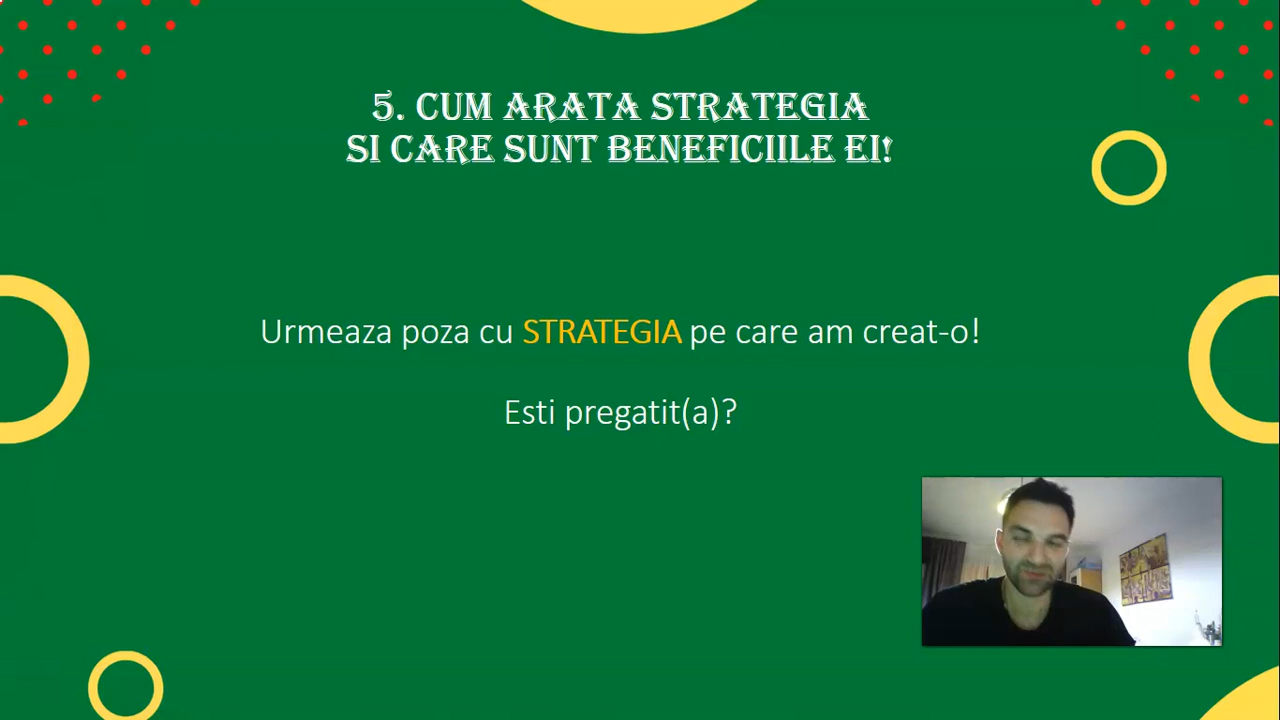 5. CUM ARATA STRATEGIA
SI CARE SUNT BENEFICIILE EI!
Urmeaza poza cu STRATEGIA pe care am creat-o!
Esti pregatit(a)?